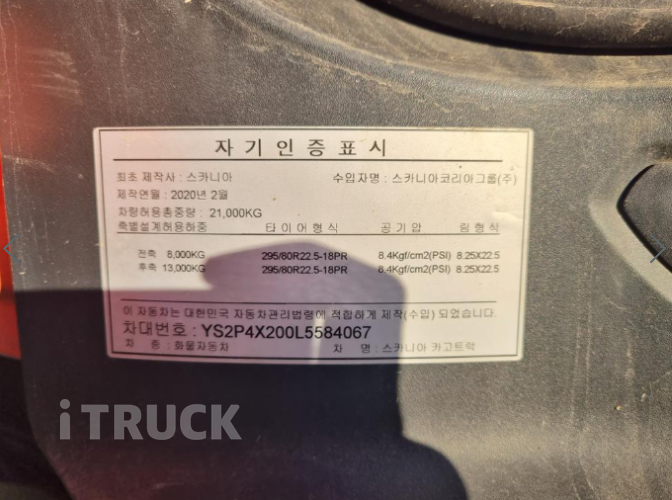 자 기 인 증 표 시
최초 제작사 : 스카니아 수입자명 : 스카니아코리아그룹(주)
제작연월 : 2020년 2월
차량허용총중량 : 21,000KG
축별설계허용하중 타 이 어 형 식 공 기 압 림 형 식
전축 8,000KG 295/80R22.5-18PR 8.4Kgf/cm2(PSI) 8.25X22.5
후축 13,000KG 295/80R22.5-18PR 8.4Kgf/cm2(PSI) 8.25X22.5
이 자동차는 대한민국 자동차관리법령에 적합하게 제작(수입) 되었습니다
차대번호 : YS2P4X200L5584067
차 종 : 화물자동차 차 명 : 스카니아 카고트럭
iTRUCK